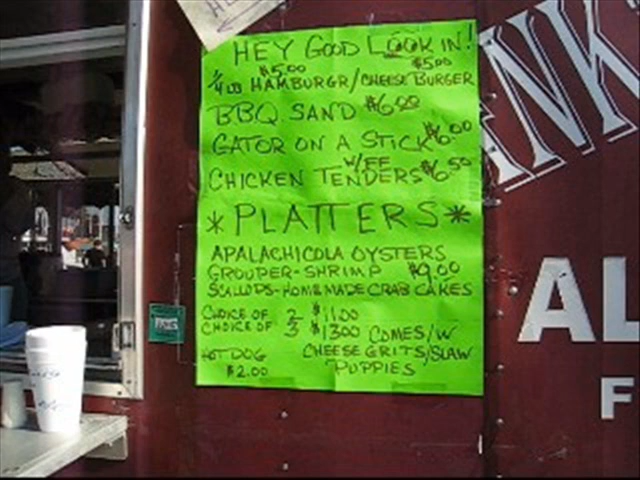 HEY GOOD LOOK IN!
$5.00 $5.00
1/4 LB HAMBURGR/CHEESE BURGER
BBQ SAND $6.00
GATOR ON A STICK $6.00
W/FF
CHICKEN TENDERS $6.50
* PLATTERS *
APALACHICOLA OYSTERS
GROUPER-SHRIMP $9.00
SCALLOPS-HOMEMADE CRAB CAKES
CHOICE OF 2 $11.00
CHOICE OF 3 $13.00 COMES/W
HOT DOG CHEESE GRITS/SLAW
$2.00 PUPPIES
NK
AL
F